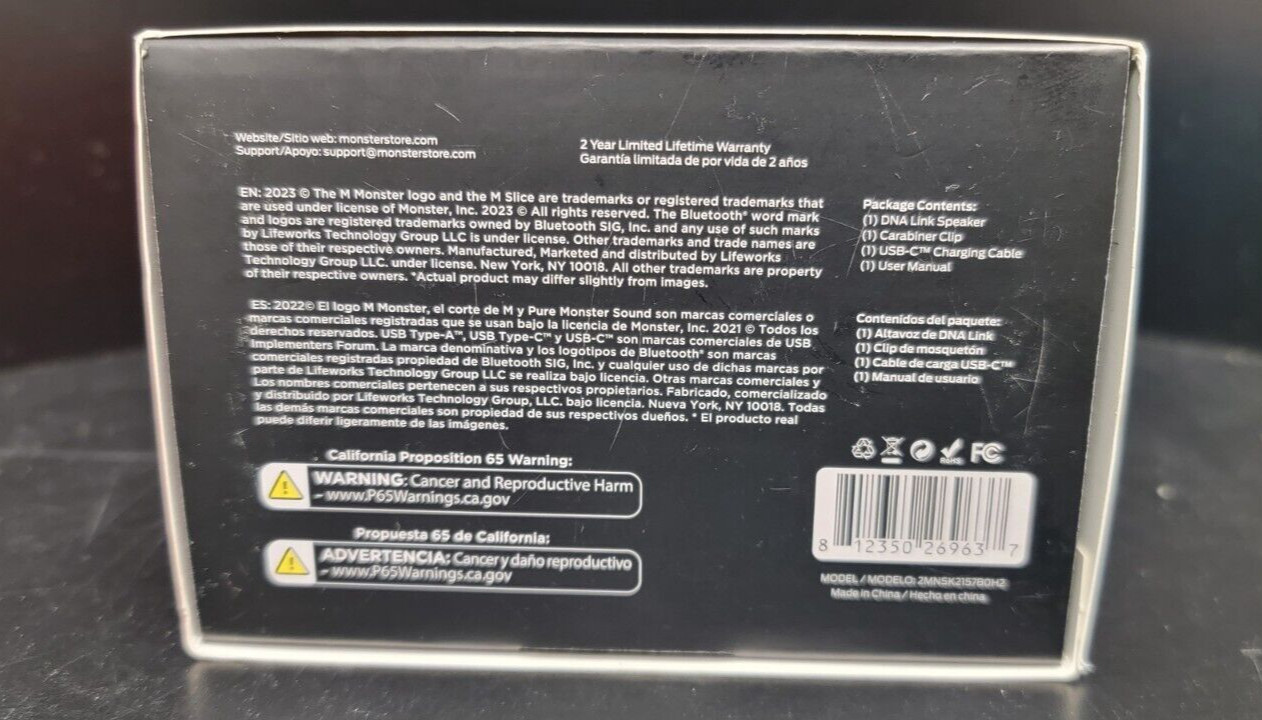 Website/Sitio web: monsterstore.com
Support/Apoyo: support@monsterstore.com
2 Year Limited Lifetime Warranty
Garantía limitada de por vida de 2 años
EN: 2023 © The M Monster logo and the M Slice are trademarks or registered trademarks that
are used under license of Monster, Inc. 2023 © All rights reserved. The Bluetooth® word mark
and logos are registered trademarks owned by Bluetooth SIG, Inc. and any use of such marks
by Lifeworks Technology Group LLC is under license. Other trademarks and trade names are
those of their respective owners. Manufactured, Marketed and distributed by Lifeworks
Technology Group LLC. under license. New York, NY 10018. All other trademarks are property
of their respective owners. *Actual product may differ slightly from images.
Package Contents:
(1) DNA Link Speaker
(1) Carabiner Clip
(1) USB-C™ Charging Cable
(1) User Manual
ES: 2022© El logo M Monster, el corte de M y Pure Monster Sound son marcas comerciales o
marcas comerciales registradas que se usan bajo la licencia de Monster, Inc. 2021 © Todos los
derechos reservados. USB Type-A™, USB Type-C™ y USB-C™ son marcas comerciales de USB
Implementers Forum. La marca denominativa y los logotipos de Bluetooth® son marcas
comerciales registradas propiedad de Bluetooth SIG, Inc. y cualquier uso de dichas marcas por
parte de Lifeworks Technology Group LLC se realiza bajo licencia. Otras marcas comerciales y
Los nombres comerciales pertenecen a sus respectivos propietarios. Fabricado, comercializado
y distribuido por Lifeworks Technology Group, LLC. bajo licencia. Nueva York, NY 10018. Todas
las demás marcas comerciales son propiedad de sus respectivos dueños. * El producto real
puede diferir ligeramente de las imágenes.
Contenidos del paquete:
(1) Altavoz de DNA Link
(1) Clip de mosquetón
(1) Cable de carga USB-C™
(1) Manual de usuario
California Proposition 65 Warning:
WARNING: Cancer and Reproductive Harm
- www.P65Warnings.ca.gov
Propuesta 65 de California:
ADVERTENCIA: Cancer y daño reproductivo
- www.P65Warnings.ca.gov
RoHS FC
8 12350 26963 7
MODEL / MODELO: 2MNSK2157B0H2
Made in China / Hecho en china